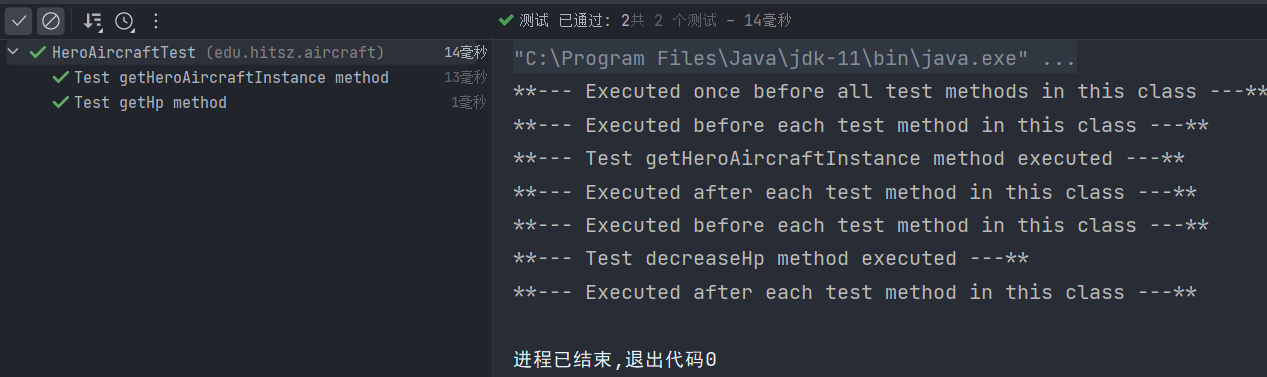 测试 已通过: 2共 2 个测试 – 14毫秒
HeroAircraftTest (edu.hitsz.aircraft) 14毫秒
Test getHeroAircraftInstance method 13毫秒
Test getHp method 1毫秒
"C:\Program Files\Java\jdk-11\bin\java.exe" ...
**--- Executed once before all test methods in this class ---**
**--- Executed before each test method in this class ---**
**--- Test getHeroAircraftInstance method executed ---**
**--- Executed after each test method in this class ---**
**--- Executed before each test method in this class ---**
**--- Test decreaseHp method executed ---**
**--- Executed after each test method in this class ---**
进程已结束,退出代码0